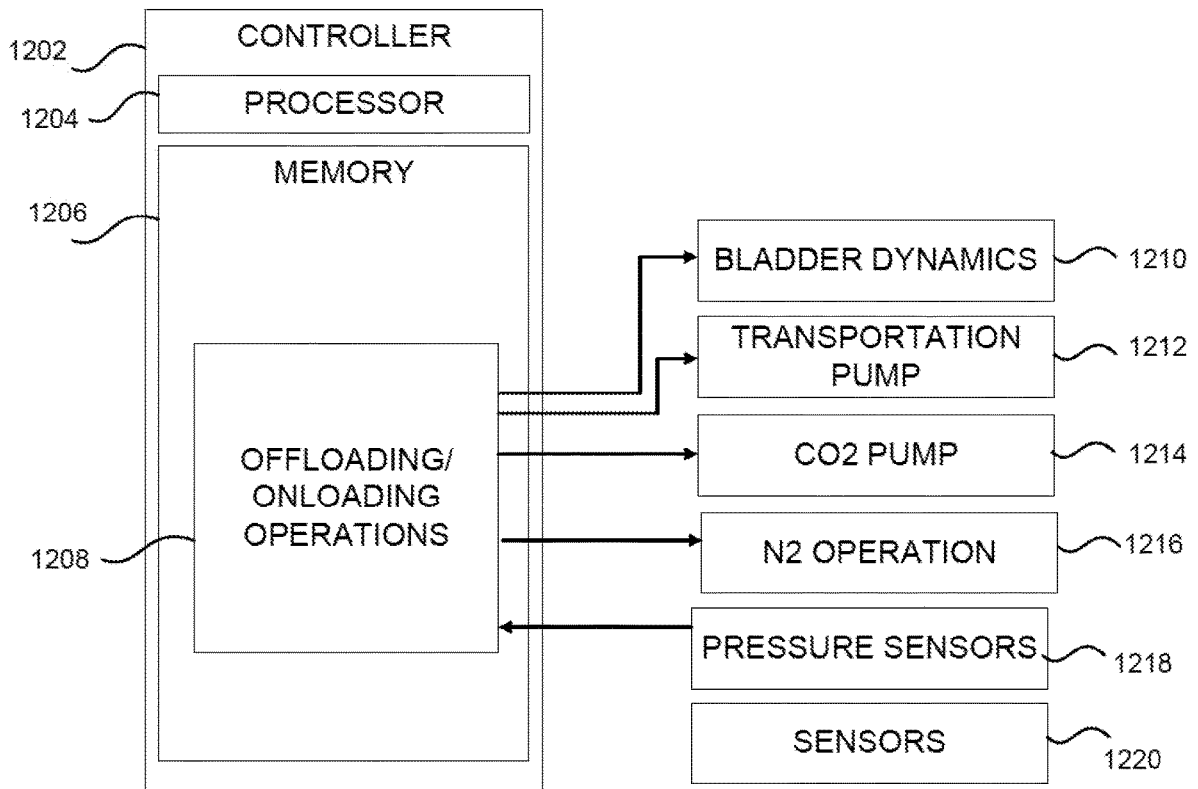 CONTROLLER
1202
PROCESSOR
1204
MEMORY
1206
BLADDER DYNAMICS
1210
TRANSPORTATION
PUMP
1212
OFFLOADING/
ONLOADING
OPERATIONS
1208
CO2 PUMP
1214
N2 OPERATION
1216
PRESSURE SENSORS
1218
SENSORS
1220